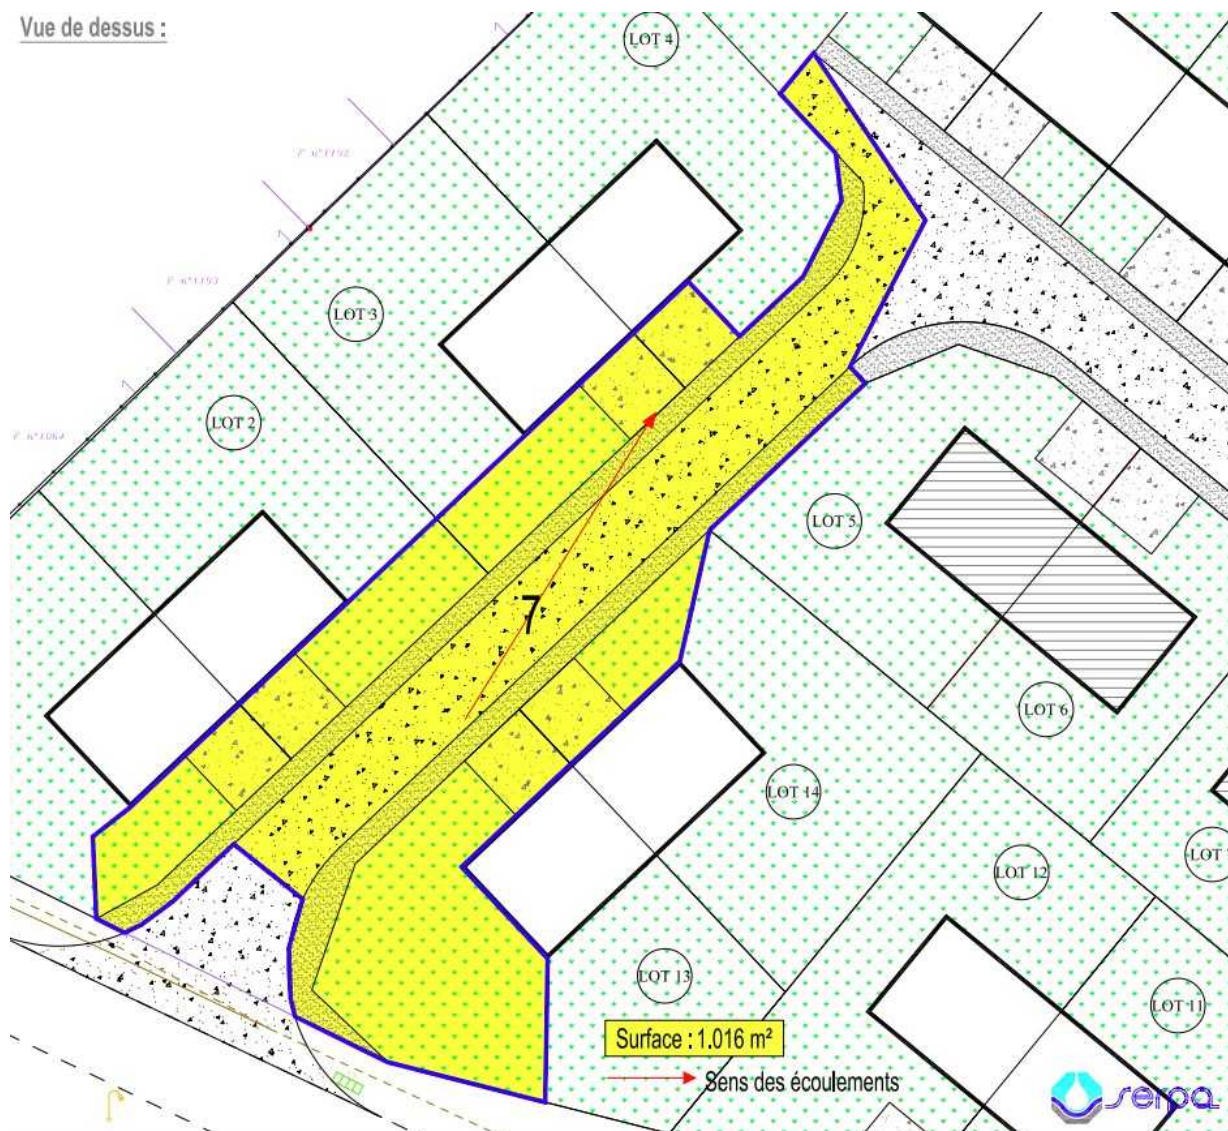 Vue de dessus :
LOT 4
LOT 3
LOT 2
LOT 5
7
LOT 6
LOT 14
LOT
LOT 12
LOT 13
LOT 11
Surface : 1.016 m²
Sens des écoulements
serpa